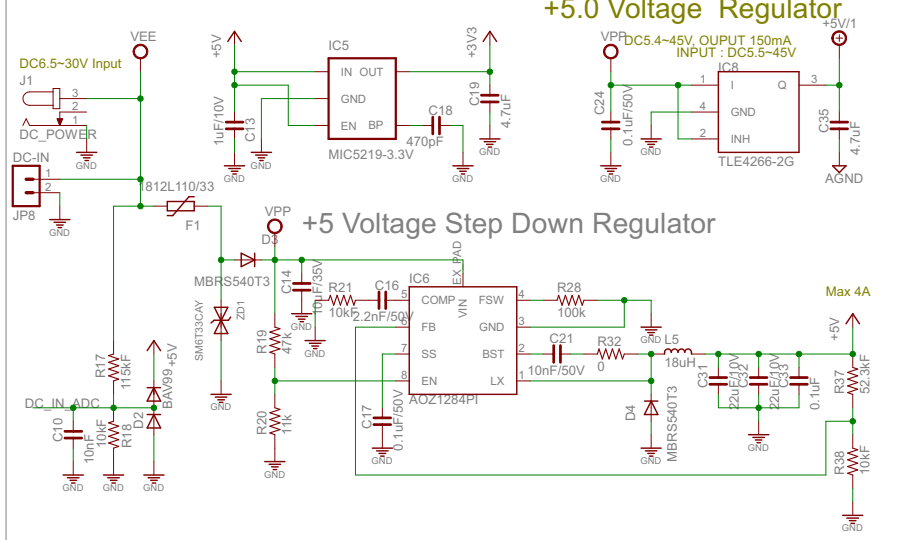 +5.0 Voltage Regulator
VEE
+5V
IC5
+3V3
VPP
DC5.4~45V, OUPUT 150mA
INPUT : DC5.5~45V
+5V/1
DC6.5~30V Input
J1
3
2
1
DC_POWER
GND
IN OUT
GND
EN BP
MIC5219-3.3V
1uF/10V
C13
GND
GND
C18
470pF
GND
C19
4.7uF
GND
IC8
C24
0.1uF/50V
GND
GND
1
I
Q
3
4
GND
2
INH
TLE4266-2G
C35
4.7uF
AGND
DC-IN
1
2
JP8
GND
1812L110/33
F1
VPP
+5 Voltage Step Down Regulator
D3
MBRS540T3
SM6T33CAY
ZD1
GND
C14
10uF/35V
GND
R21
10kF
GND
C16
2.2nF/50V
EX_PAD
IC6
5
COMP
VIN
FSW
4
6
FB
GND
3
7
SS
BST
2
8
EN
LX
1
AOZ1284PI
R28
100k
GND
C21
10nF/50V
R32
0
L5
18uH
Max 4A
+5V
R19
47k
R20
11k
GND
C17
0.1uF/50V
GND
D4
MBRS540T3
GND
C31
22uF/10V
C32
22uF/10V
C33
0.1uF
GND
R37
52.3kF
R38
10kF
GND
R17
115kF
+5V
BAV99
D2
DC_IN_ADC
C10
10nF
10kF
R18
GND
GND
GND